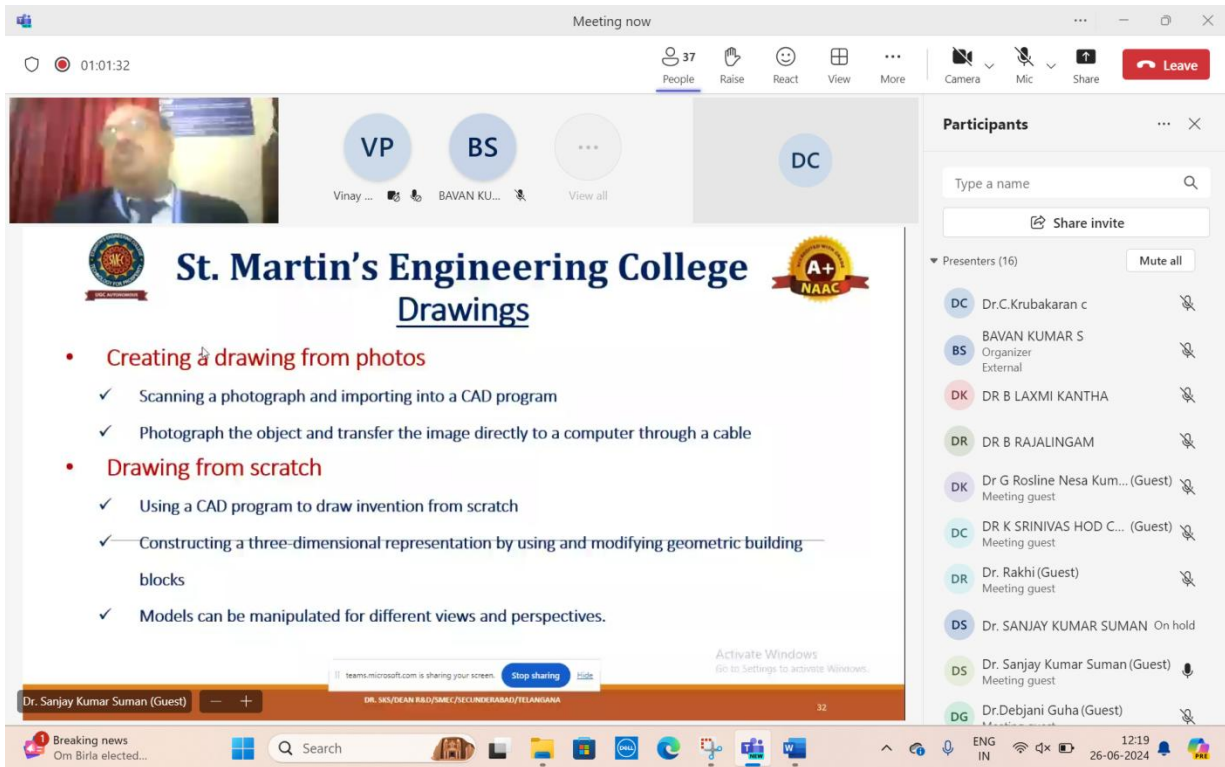 Meeting now
01:01:32
37
People
Raise
React
View
More
Camera
Mic
Share
Leave
VP
Vinay ...
BS
BAVAN KU...
View all
DC
St. Martin's Engineering College
UGC AUTONOMOUS
A+
NAAC
Drawings
• Creating a drawing from photos
✓ Scanning a photograph and importing into a CAD program
✓ Photograph the object and transfer the image directly to a computer through a cable
• Drawing from scratch
✓ Using a CAD program to draw invention from scratch
✓ Constructing a three-dimensional representation by using and modifying geometric building
blocks
✓ Models can be manipulated for different views and perspectives.
Activate Windows
Go to Settings to activate Windows.
teams.microsoft.com is sharing your screen.
Stop sharing
Hide
Dr. Sanjay Kumar Suman (Guest)
DR. SKS/DEAN R&D/SMEC/SECUNDERABAD/TELANGANA
32
Participants
Type a name
Share invite
Presenters (16)
Mute all
DC Dr.C.Krubakaran c
BS BAVAN KUMAR S
Organizer
External
DK DR B LAXMI KANTHA
DR DR B RAJALINGAM
DK Dr G Rosline Nesa Kum... (Guest)
Meeting guest
DC DR K SRINIVAS HOD C... (Guest)
Meeting guest
DR Dr. Rakhi (Guest)
Meeting guest
DS Dr. SANJAY KUMAR SUMAN On hold
DS Dr. Sanjay Kumar Suman (Guest)
Meeting guest
DG Dr.Debjani Guha (Guest)
Meeting guest
Breaking news
Om Birla elected...
Search
DELL
NEW
ENG
IN
12:19
26-06-2024
PRE